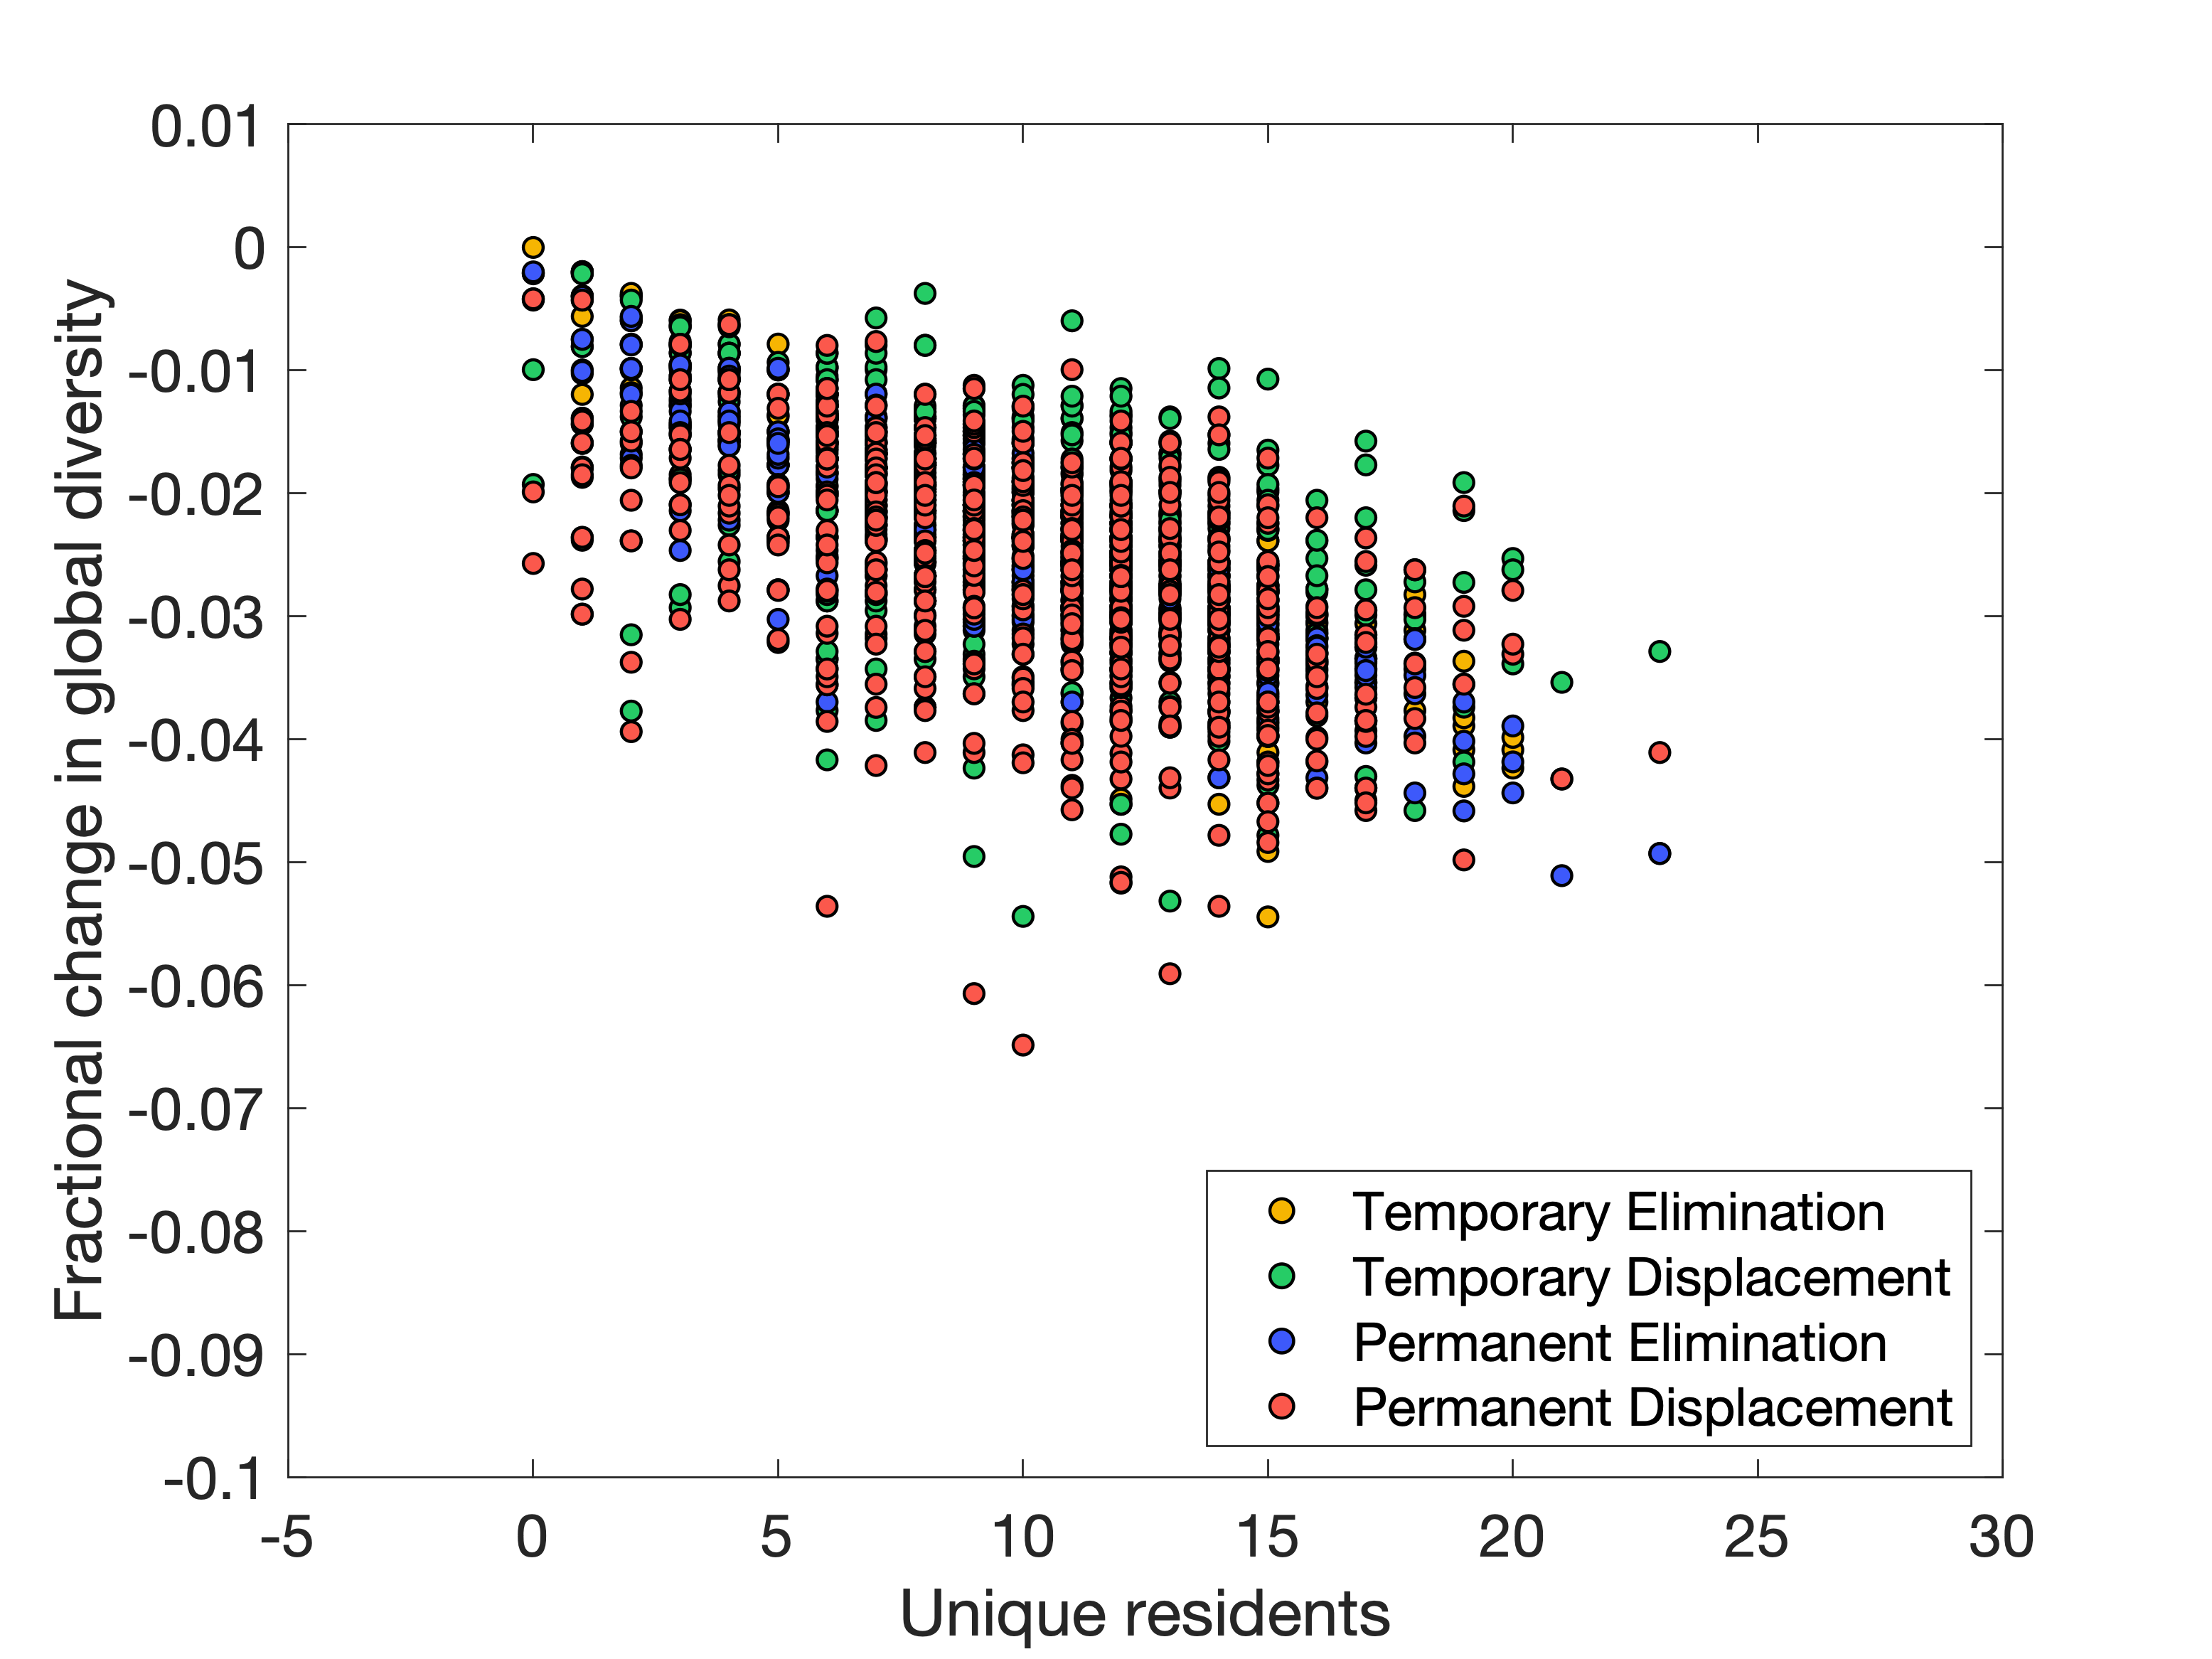 0.01
0
-0.01
-0.02
-0.03
-0.04
-0.05
-0.06
-0.07
-0.08
-0.09
-0.1
Fractional change in global diversity
Temporary Elimination
Temporary Displacement
Permanent Elimination
Permanent Displacement
-5 0 5 10 15 20 25 30
Unique residents